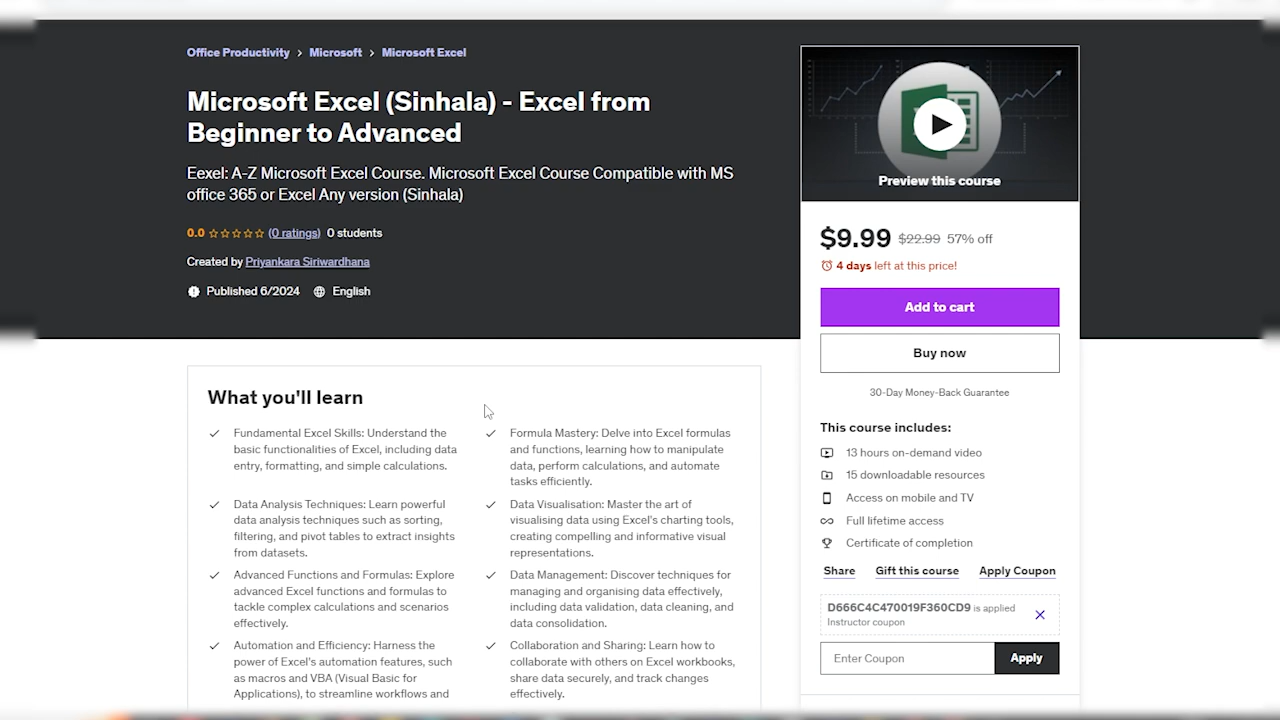 Office Productivity > Microsoft > Microsoft Excel
Microsoft Excel (Sinhala) - Excel from
Beginner to Advanced
Eexel: A-Z Microsoft Excel Course. Microsoft Excel Course Compatible with MS
office 365 or Excel Any version (Sinhala)
0.0 (0 ratings) 0 students
Created by Priyankara Siriwardhana
Published 6/2024 English
Preview this course
$9.99 $22.99 57% off
4 days left at this price!
Add to cart
Buy now
30-Day Money-Back Guarantee
This course includes:
13 hours on-demand video
15 downloadable resources
Access on mobile and TV
Full lifetime access
Certificate of completion
Share Gift this course Apply Coupon
D666C4C470019F360CD9 is applied
Instructor coupon
Enter Coupon Apply
What you'll learn
Fundamental Excel Skills: Understand the
basic functionalities of Excel, including data
entry, formatting, and simple calculations.
Formula Mastery: Delve into Excel formulas
and functions, learning how to manipulate
data, perform calculations, and automate
tasks efficiently.
Data Analysis Techniques: Learn powerful
data analysis techniques such as sorting,
filtering, and pivot tables to extract insights
from datasets.
Data Visualisation: Master the art of
visualising data using Excel's charting tools,
creating compelling and informative visual
representations.
Advanced Functions and Formulas: Explore
advanced Excel functions and formulas to
tackle complex calculations and scenarios
effectively.
Data Management: Discover techniques for
managing and organising data effectively,
including data validation, data cleaning, and
data consolidation.
Automation and Efficiency: Harness the
power of Excel's automation features, such
as macros and VBA (Visual Basic for
Applications), to streamline workflows and
Collaboration and Sharing: Learn how to
collaborate with others on Excel workbooks,
share data securely, and track changes
effectively.